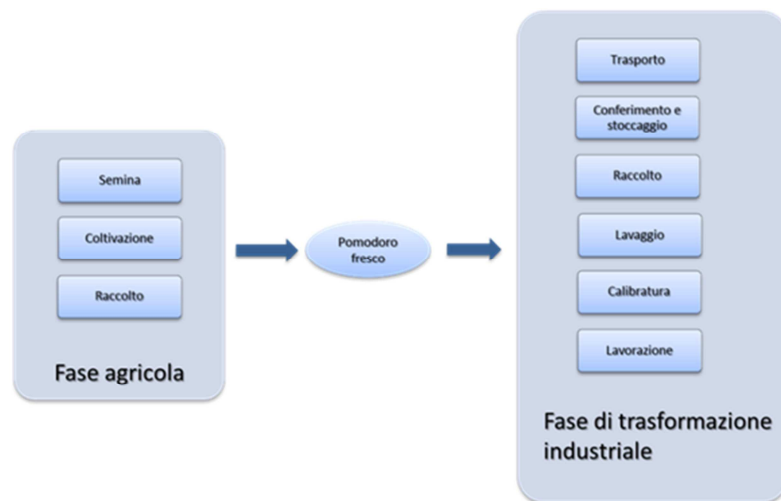 Semina
Coltivazione
Raccolto
Fase agricola
Pomodoro
fresco
Trasporto
Conferimento e
stoccaggio
Raccolto
Lavaggio
Calibratura
Lavorazione
Fase di trasformazione
industriale